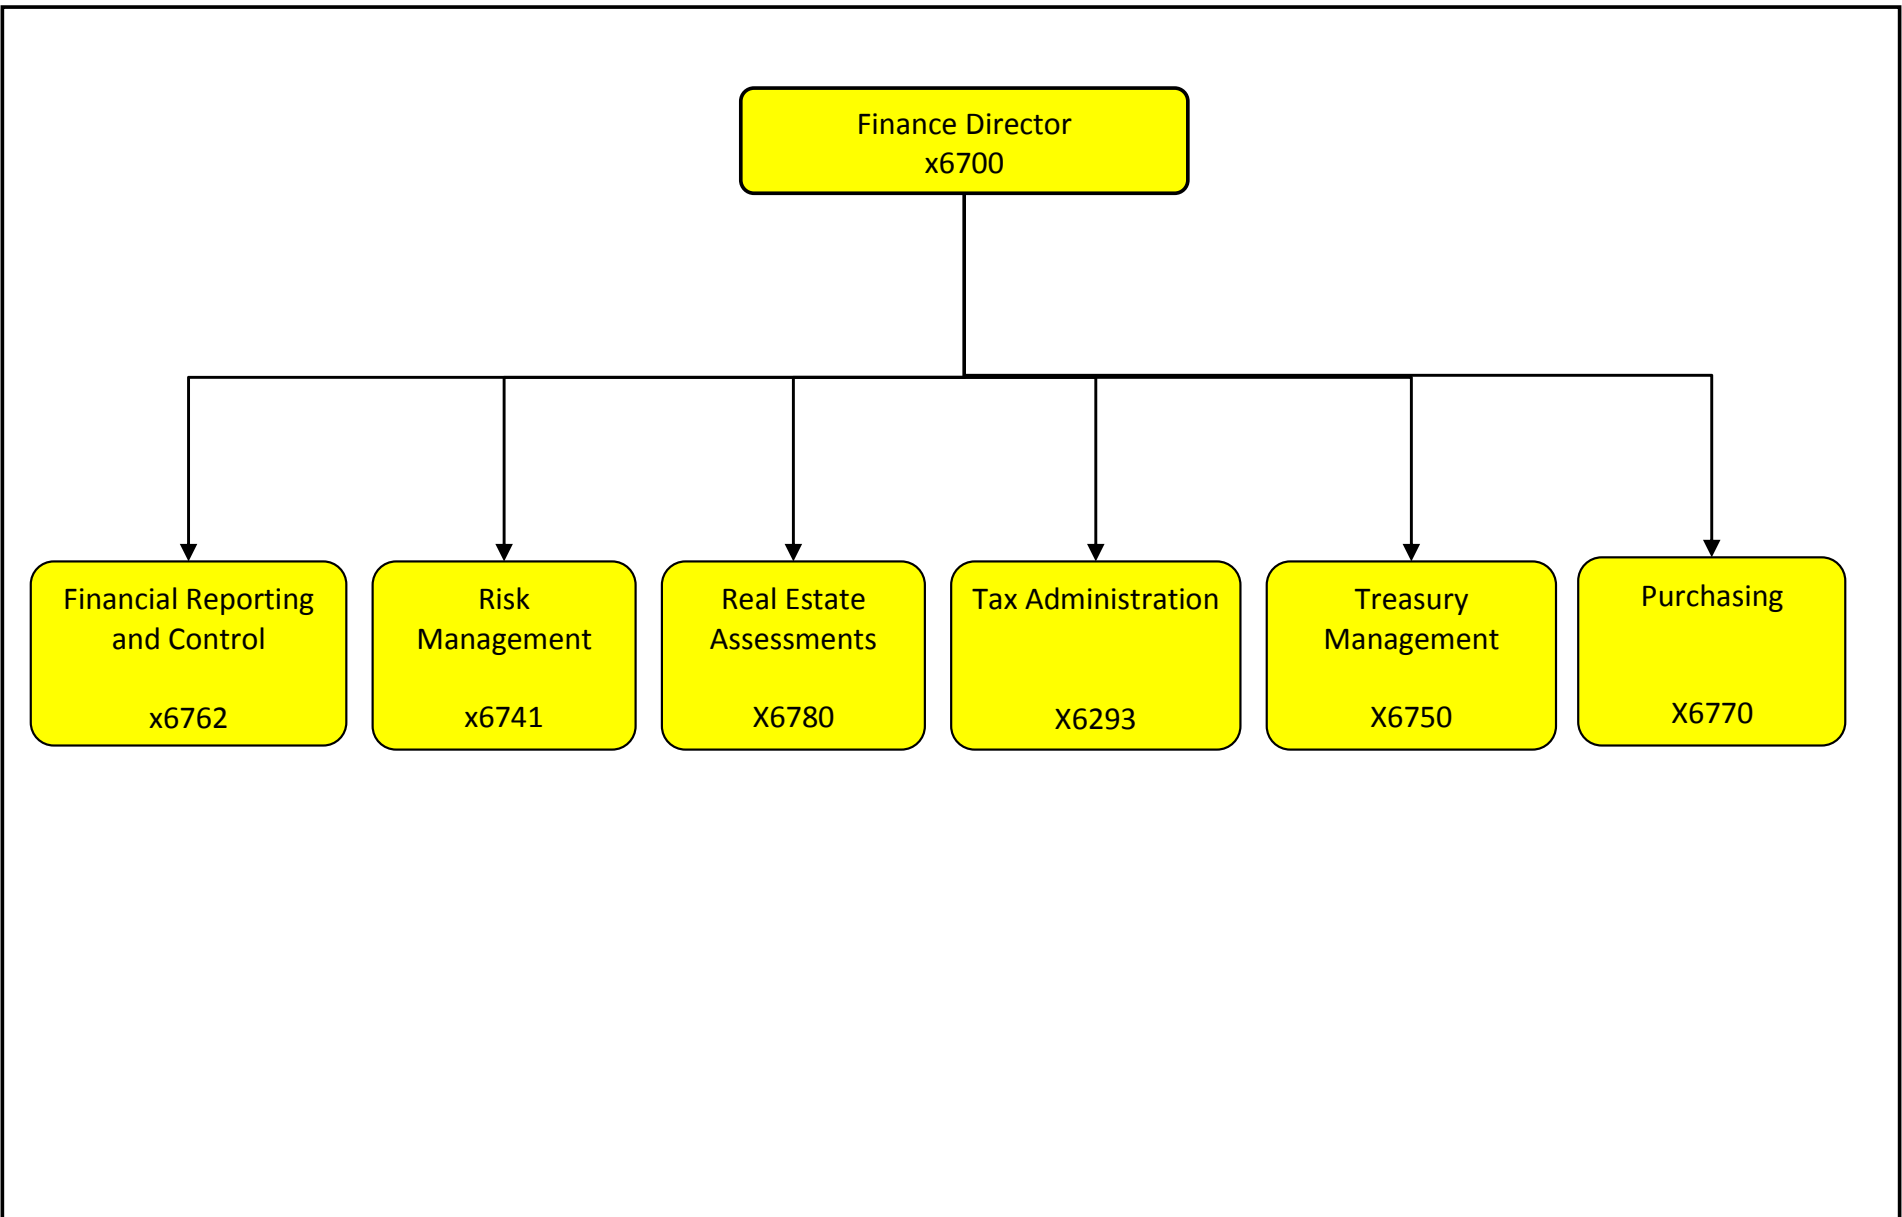 Finance Director
x6700
Financial Reporting
and Control
x6762
Risk
Management
x6741
Real Estate
Assessments
X6780
Tax Administration
X6293
Treasury
Management
X6750
Purchasing
X6770